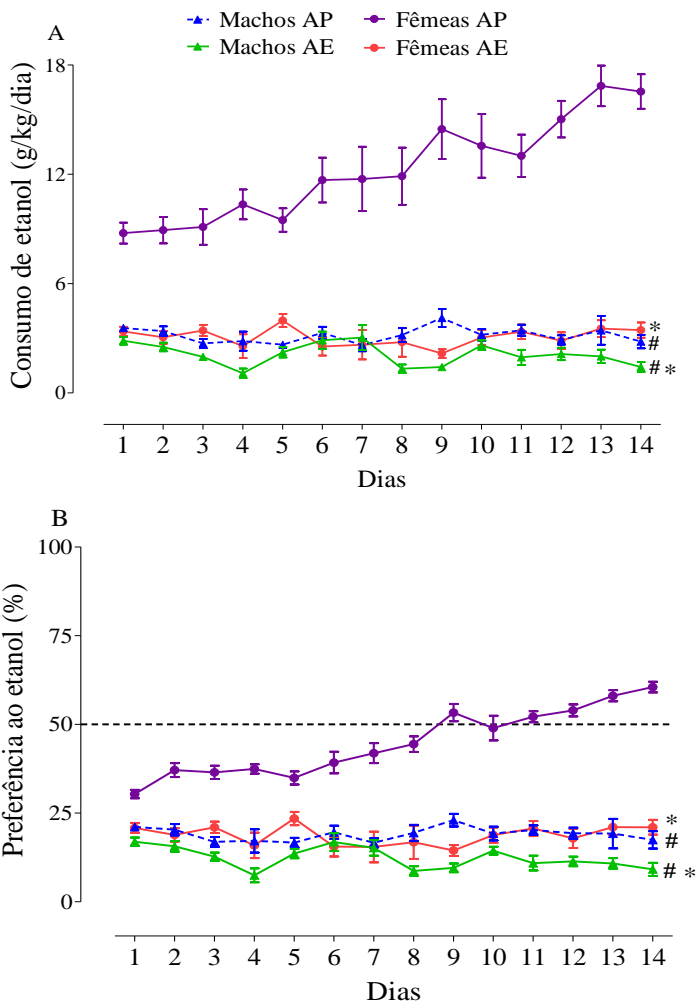 A
Machos AP
Fêmeas AP
Machos AE
Fêmeas AE
Consumo de etanol (g/kg/dia)
18
12
6
0
*
#
# *
1 2 3 4 5 6 7 8 9 10 11 12 13 14
Dias
B
Preferência ao etanol (%)
100
75
50
25
0
*
#
# *
1 2 3 4 5 6 7 8 9 10 11 12 13 14
Dias